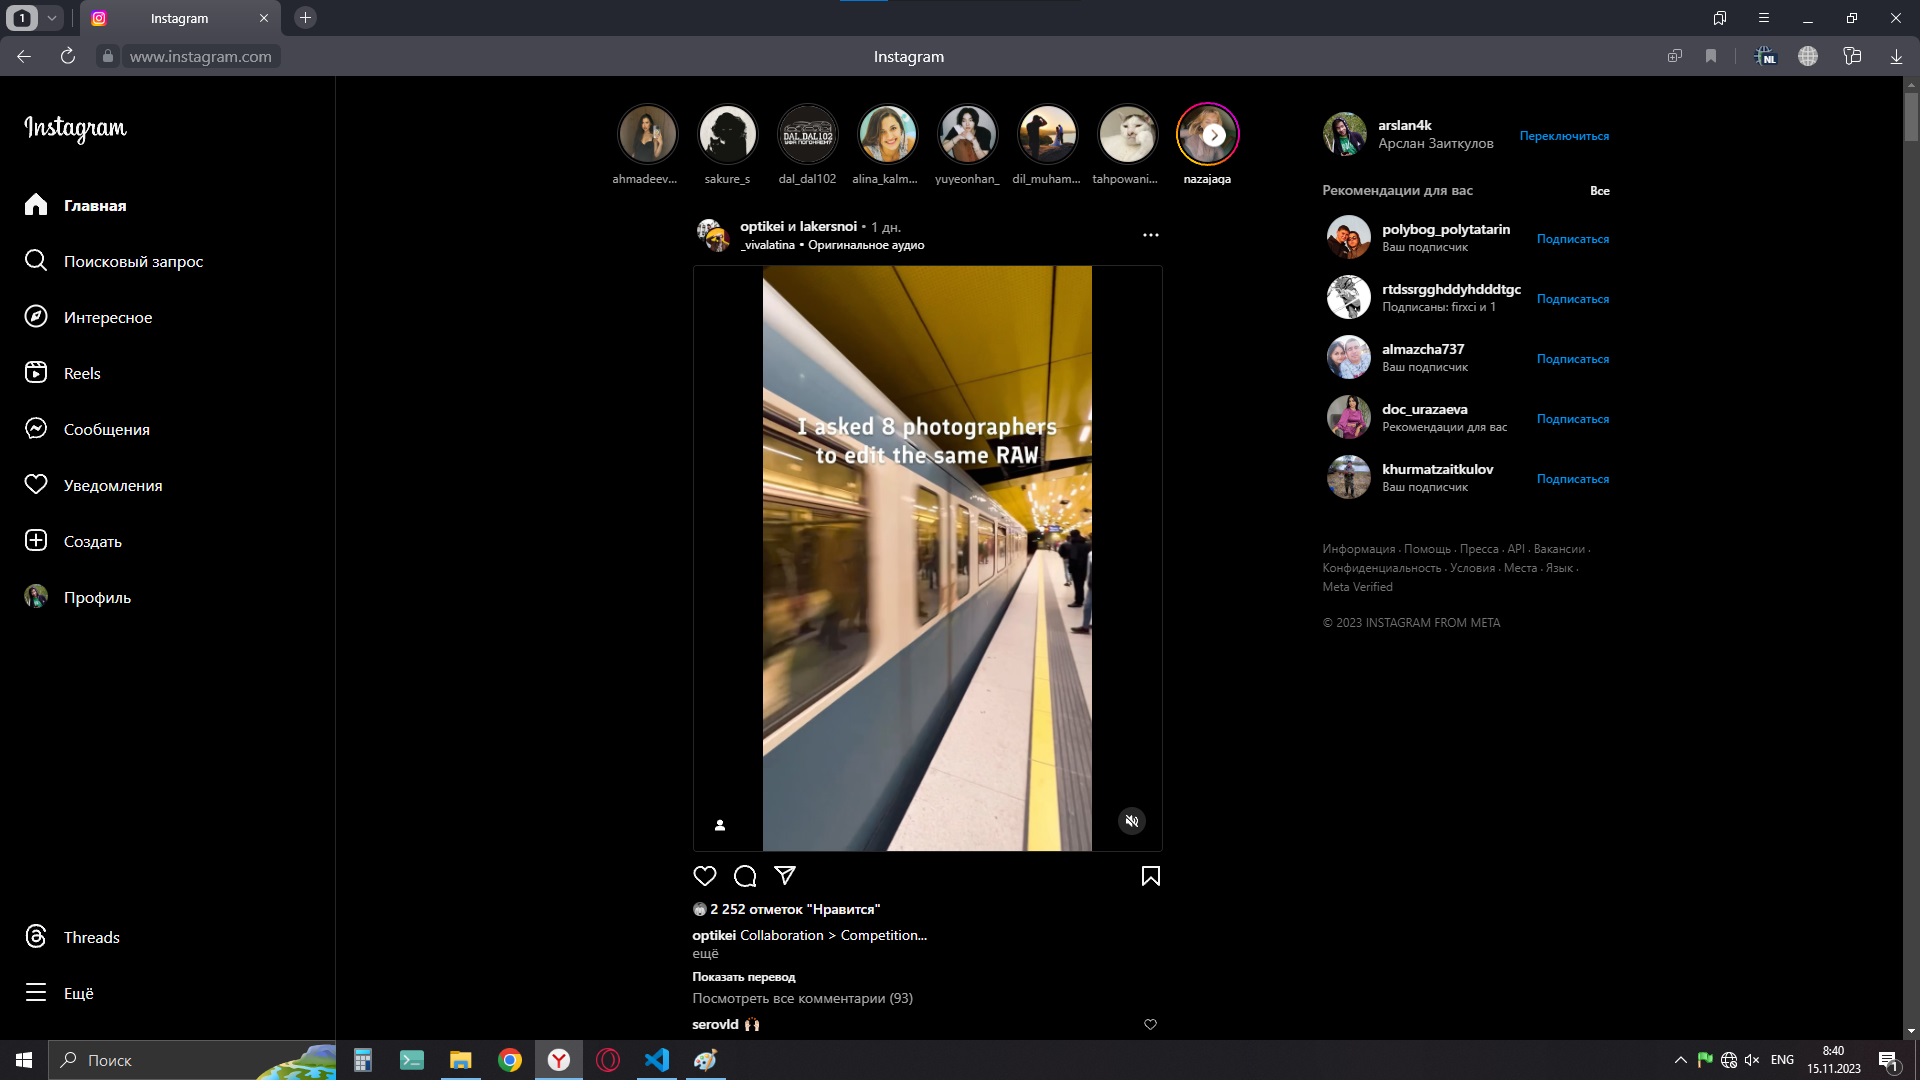 1
Instagram
www.instagram.com
Instagram
NL
Instagram
Главная
Поисковый запрос
Интересное
Reels
Сообщения
Уведомления
Создать
Профиль
Threads
Ещё
DAL DAL102
ahmadeev...
sakure_s
dal_dal102
alina_kalm...
yuyeonhan_
dil_muham...
tahpowani...
nazajaqa
optikei и lakersnoi • 1 дн.
_vivalatina • Оригинальное аудио
I asked 8 photographers
to edit the same RAW
2 252 отметок "Нравится"
optikei Collaboration > Competition...
ещё
Показать перевод
Посмотреть все комментарии (93)
serovld
arslan4k
Арслан Заиткулов
Переключиться
Рекомендации для вас
Все
polybog_polytatarin
Ваш подписчик
Подписаться
rtdssrgghddyhdddtgc
Подписаны: firxci и 1
Подписаться
almazcha737
Ваш подписчик
Подписаться
doc_urazaeva
Рекомендации для вас
Подписаться
khurmatzaitkulov
Ваш подписчик
Подписаться
Информация · Помощь · Пресса · API · Вакансии ·
Конфиденциальность · Условия · Места · Язык ·
Meta Verified
© 2023 INSTAGRAM FROM META
Поиск
ENG
8:40
15.11.2023
1